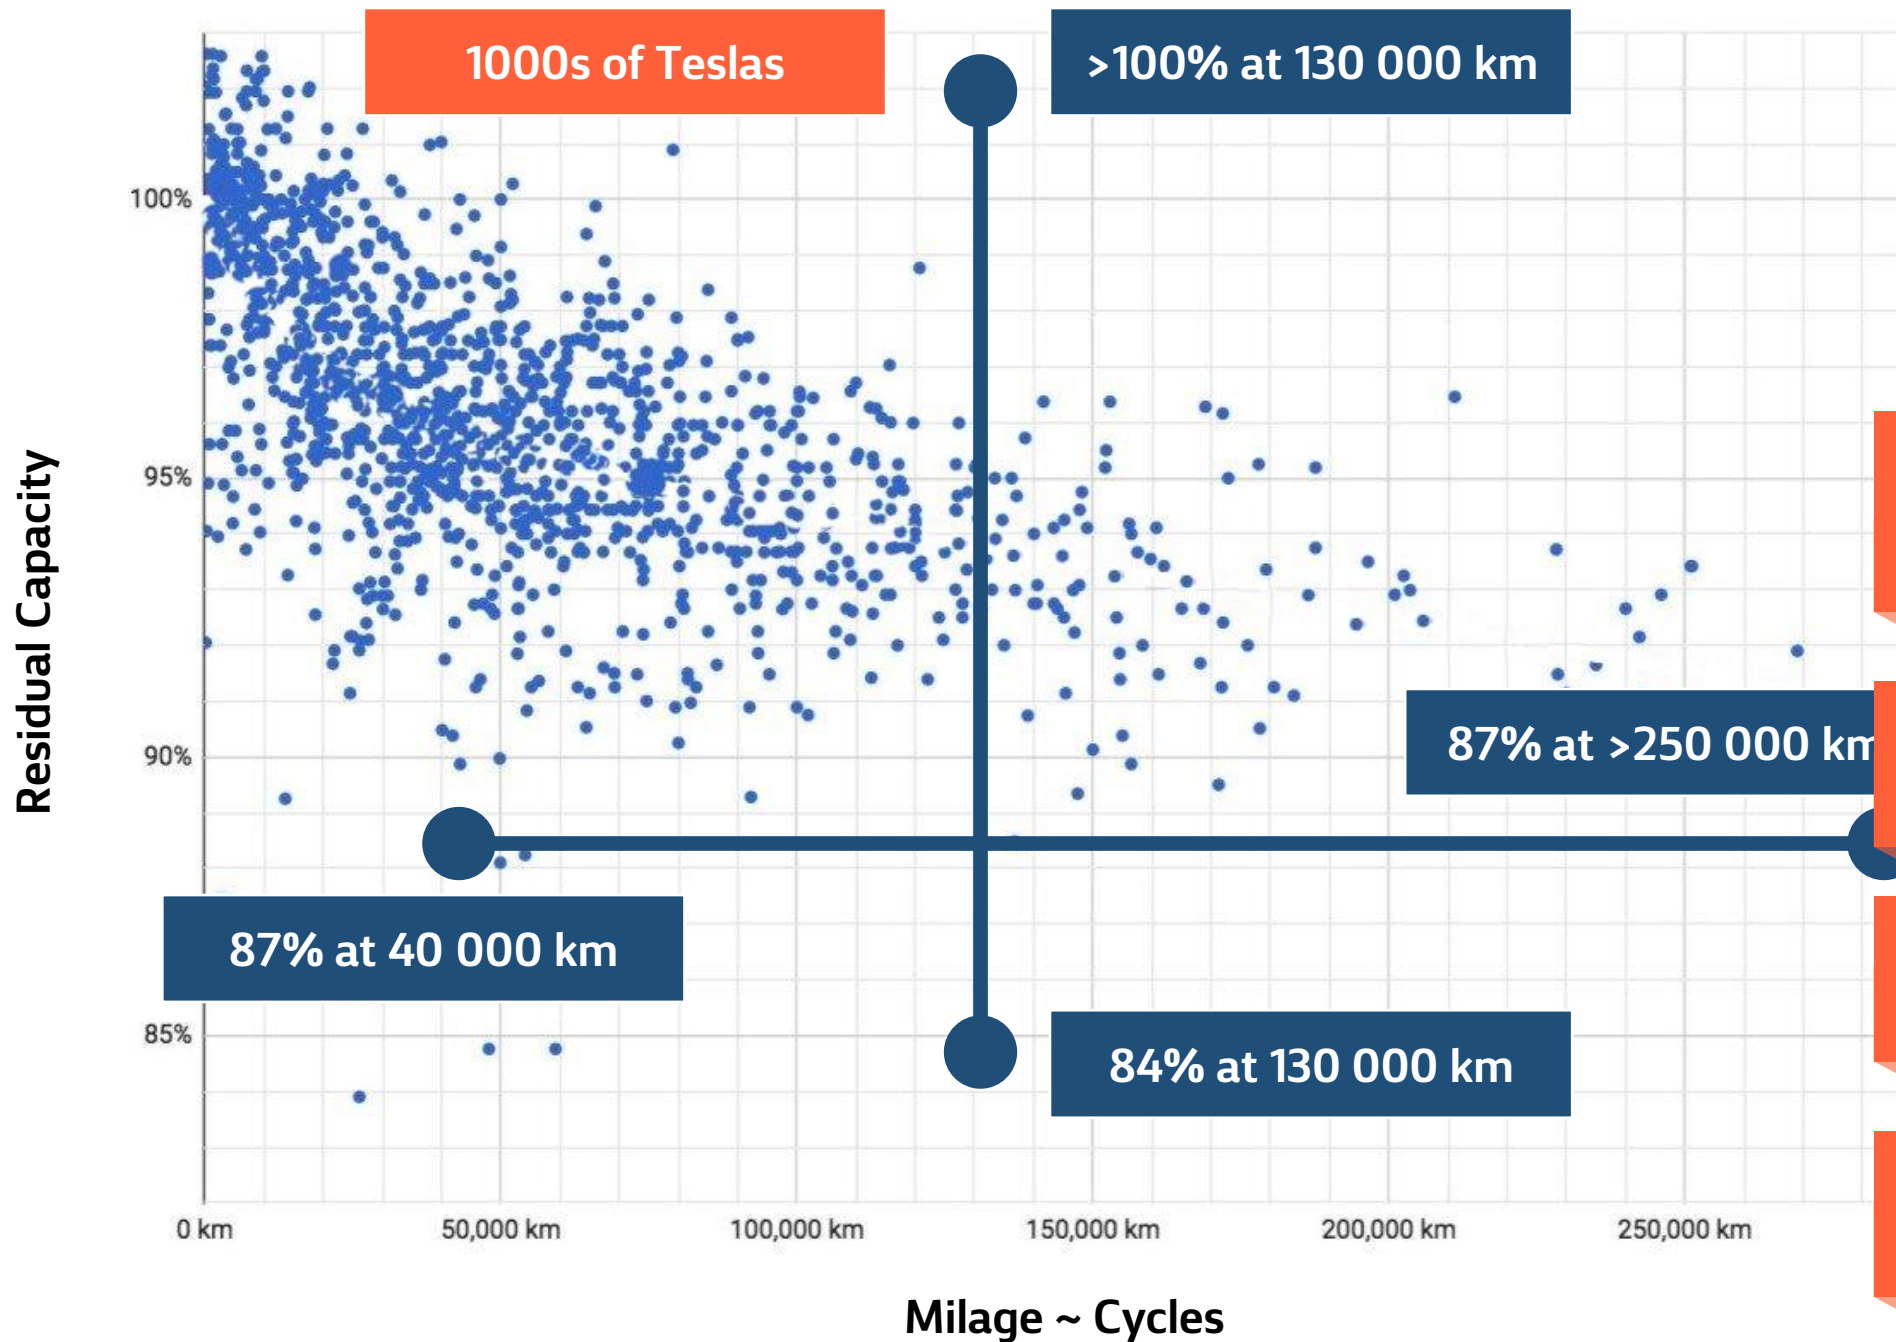 1000s of Teslas
>100% at 130 000 km
100%
95%
90%
85%
Residual Capacity
87% at >250 000 km
87% at 40 000 km
84% at 130 000 km
0 km
50,000 km
100,000 km
150,000 km
200,000 km
250,000 km
Milage ~ Cycles